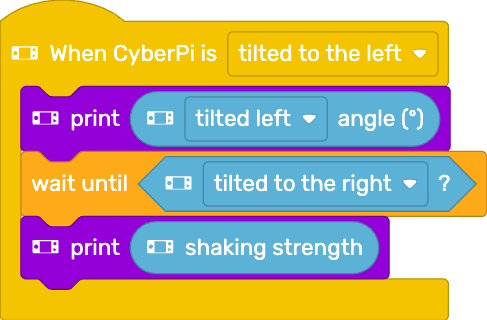 When CyberPi is tilted to the left
print tilted left angle (°)
wait until tilted to the right ?
print shaking strength